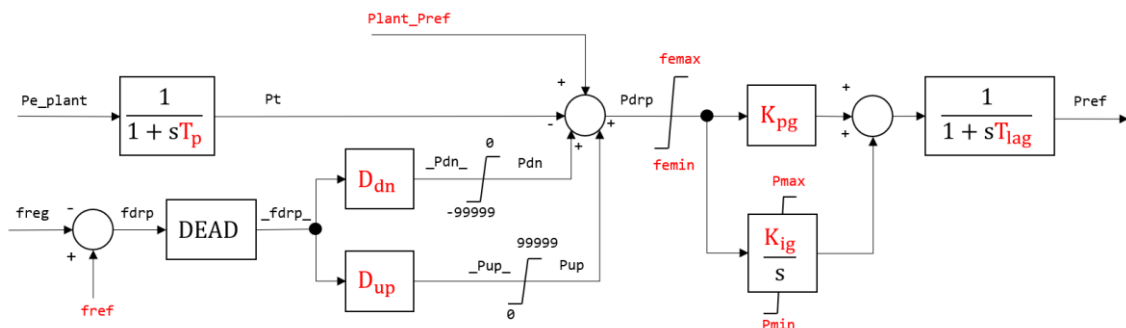 Plant_Pref
femax
Pe_plant
1
1 + sTp
Pt
+
-
+
+
Pdrp
femin
Kpg
+
+
1
1 + sTlag
Pref
freg
-
+
fref
fdrp
DEAD
_fdrp_
Ddn
_Pdn_
0
-99999
Pdn
Dup
_Pup_
99999
0
Pup
Pmax
Kig
s
Pmin